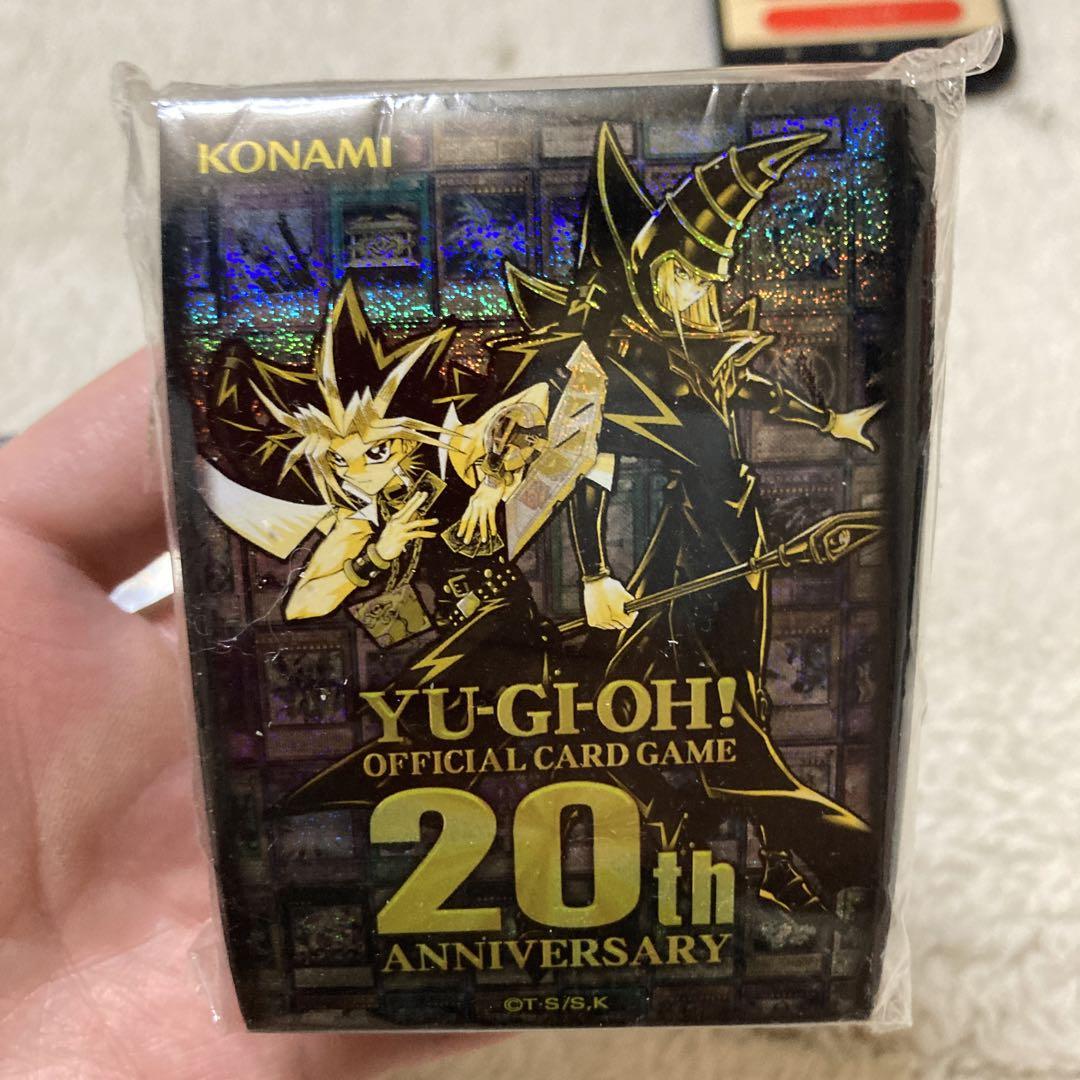 KONAMI
YU-GI-OH!
OFFICIAL CARD GAME
20th
ANNIVERSARY
©T·S/S,K